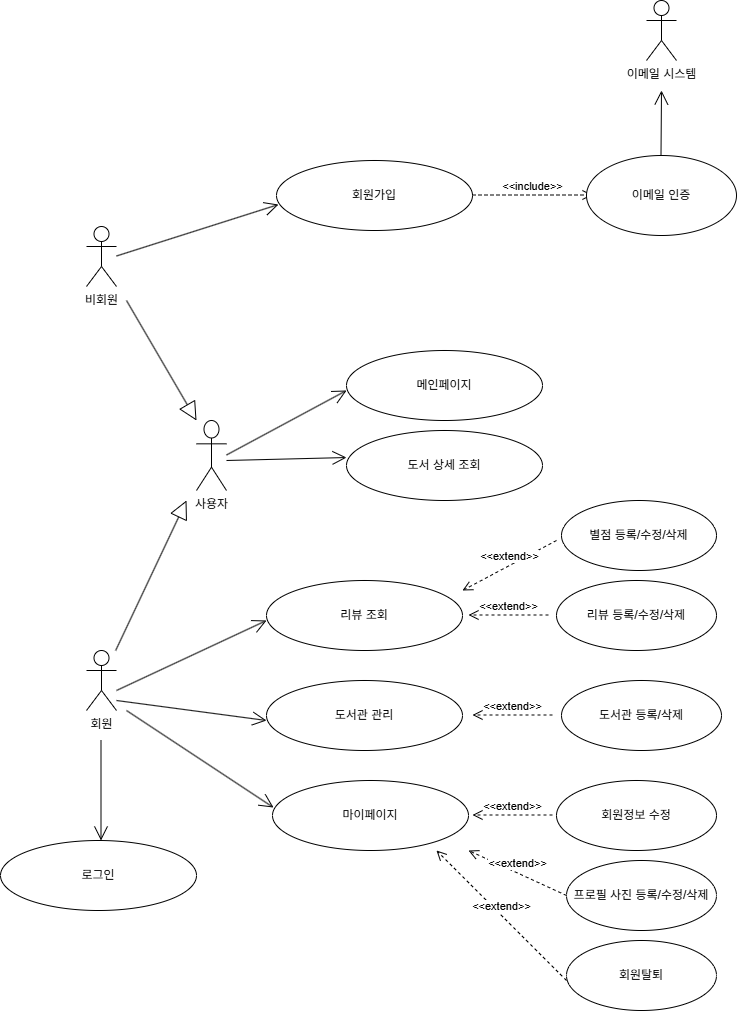 이메일 시스템
회원가입
<<include>>
이메일 인증
비회원
메인페이지
도서 상세 조회
사용자
별점 등록/수정/삭제
<<extend>>
리뷰 조회
<<extend>>
리뷰 등록/수정/삭제
회원
도서관 관리
<<extend>>
도서관 등록/삭제
마이페이지
<<extend>>
회원정보 수정
<<extend>>
로그인
프로필 사진 등록/수정/삭제
<<extend>>
회원탈퇴